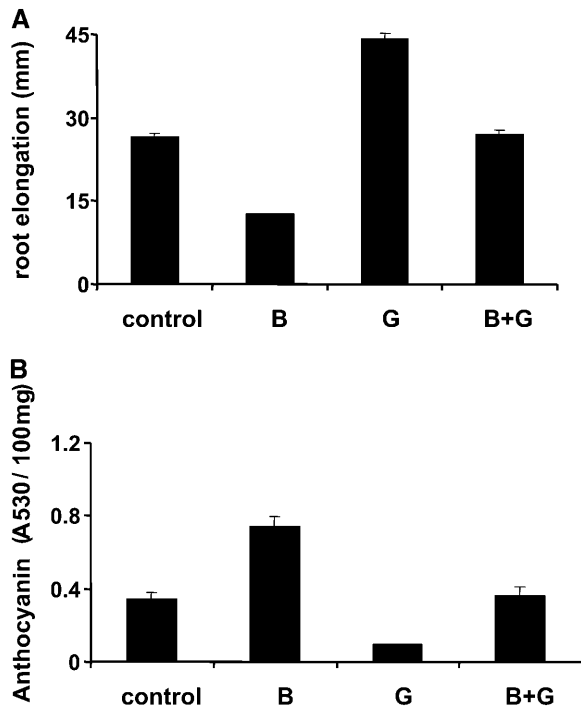 A
root elongation (mm)
45
30
15
0
control B G B+G
B
Anthocyanin (A530/ 100mg)
1.2
0.8
0.4
0
control B G B+G